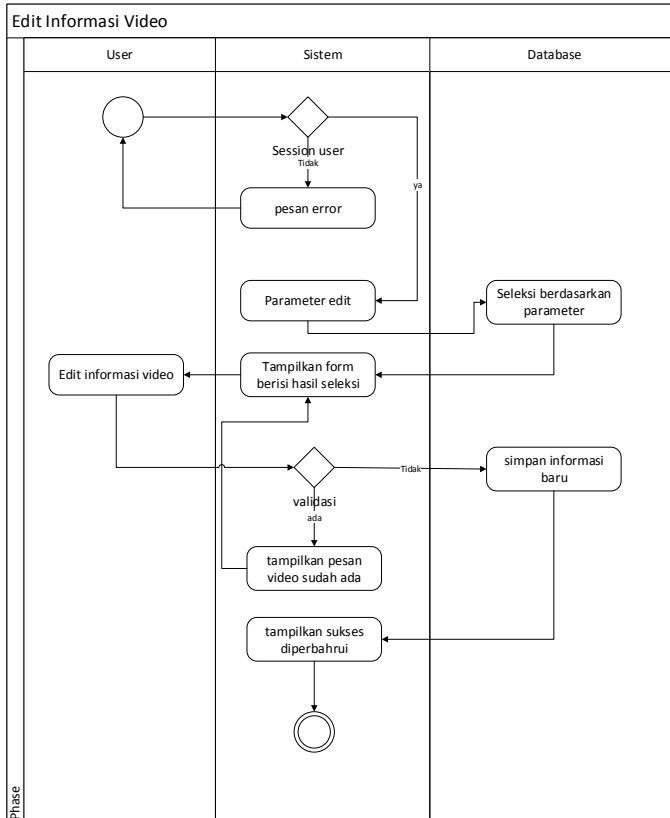 Edit Informasi Video
User
Sistem
Database
Session user
Tidak
ya
pesan error
Parameter edit
Seleksi berdasarkan
parameter
Edit informasi video
Tampilkan form
berisi hasil seleksi
validasi
Tidak
simpan informasi
baru
ada
tampilkan pesan
video sudah ada
tampilkan sukses
diperbahrui
Phase